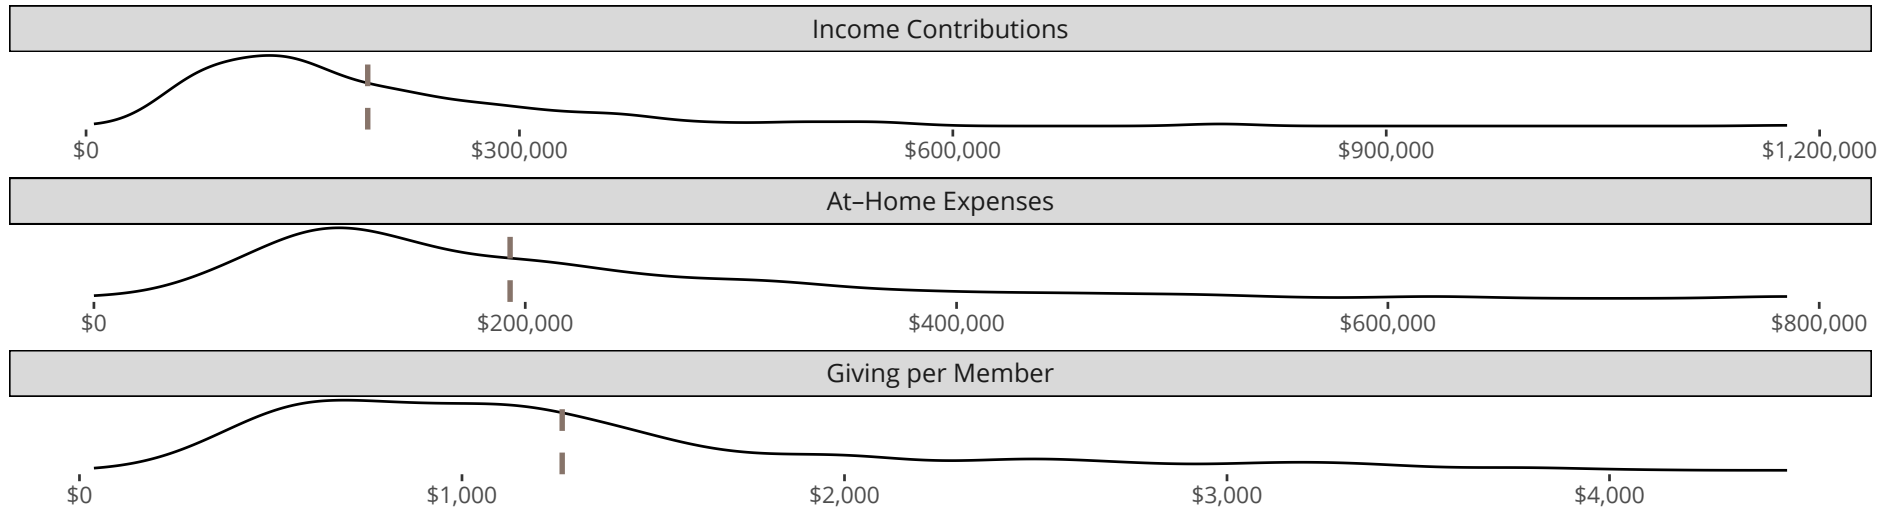 Income Contributions
$0 $300,000 $600,000 $900,000 $1,200,000
At–Home Expenses
$0 $200,000 $400,000 $600,000 $800,000
Giving per Member
$0 $1,000 $2,000 $3,000 $4,000